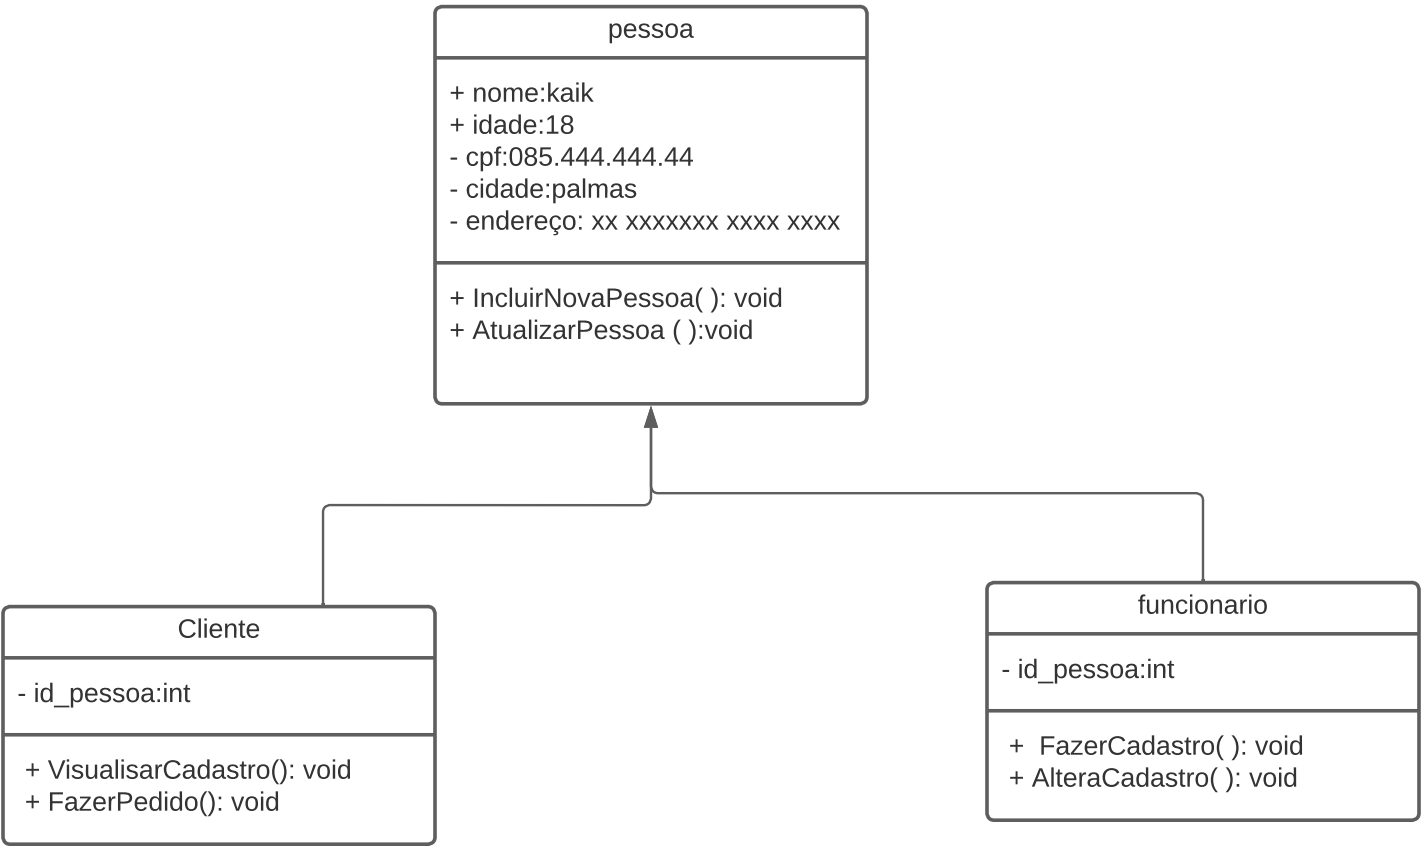 pessoa
+ nome:kaik
+ idade:18
- cpf:085.444.444.44
- cidade:palmas
- endereço: xx xxxxxxx xxxx xxxx
+ IncluirNovaPessoa( ): void
+ AtualizarPessoa ( ):void
Cliente
- id_pessoa:int
+ VisualisarCadastro(): void
+ FazerPedido(): void
funcionario
- id_pessoa:int
+  FazerCadastro( ): void
+ AlteraCadastro( ): void